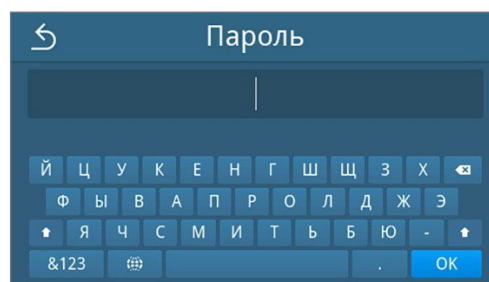 Пароль
Й Ц У К Е Н Г Ш Щ З Х
Ф Ы В А П Р О Л Д Ж Э
Я Ч С М И Т Ь Б Ю -
&123 . OK